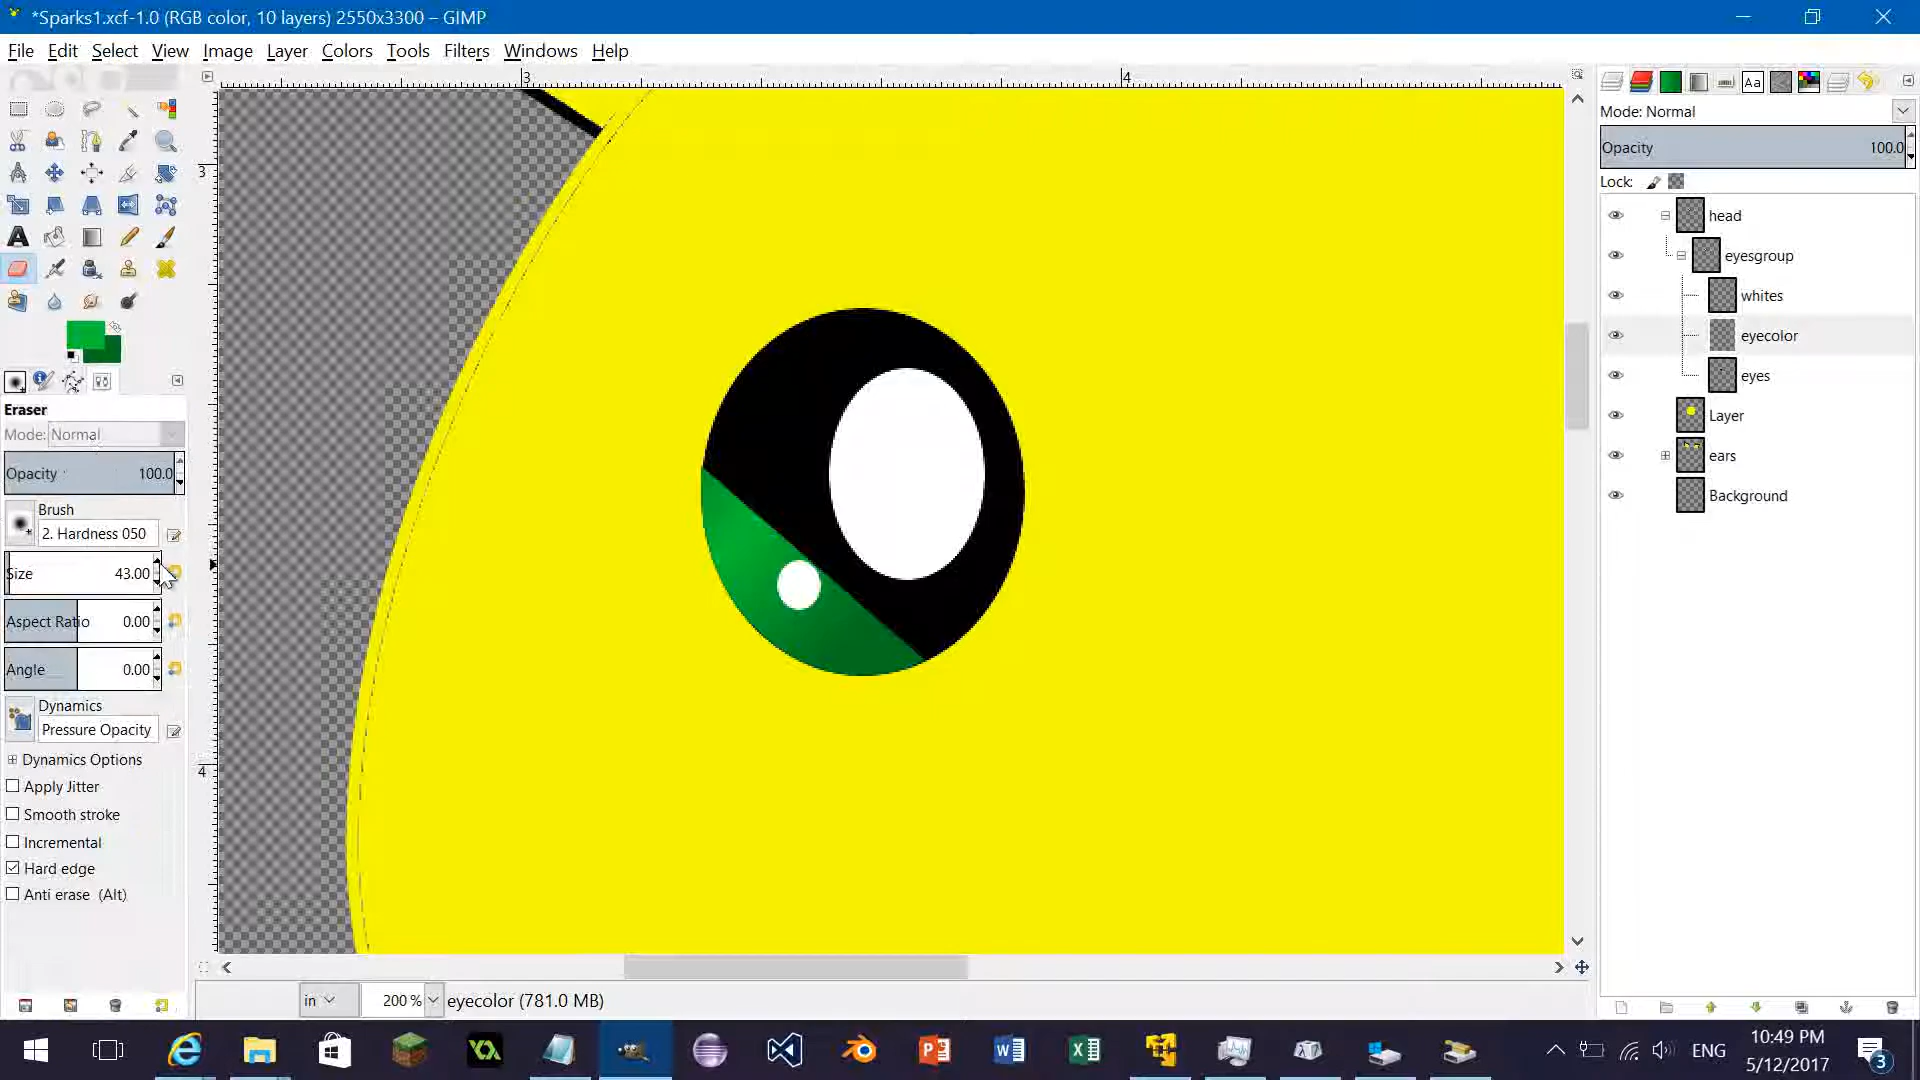 *Sparks1.xcf-1.0 (RGB color, 10 layers) 2550x3300 – GIMP
File Edit Select View Image Layer Colors Tools Filters Windows Help
3 4
Mode: Normal
Opacity 100.0
Lock:
head
eyesgroup
whites
eyecolor
eyes
Layer
ears
Background
3
4
Eraser
Mode: Normal
Opacity 100.0
Brush
2. Hardness 050
Size 43.00
Aspect Ratio 0.00
Angle 0.00
Dynamics
Pressure Opacity
Dynamics Options
Apply Jitter
Smooth stroke
Incremental
Hard edge
Anti erase (Alt)
in 200 % eyecolor (781.0 MB)
ENG
10:49 PM
5/12/2017
3